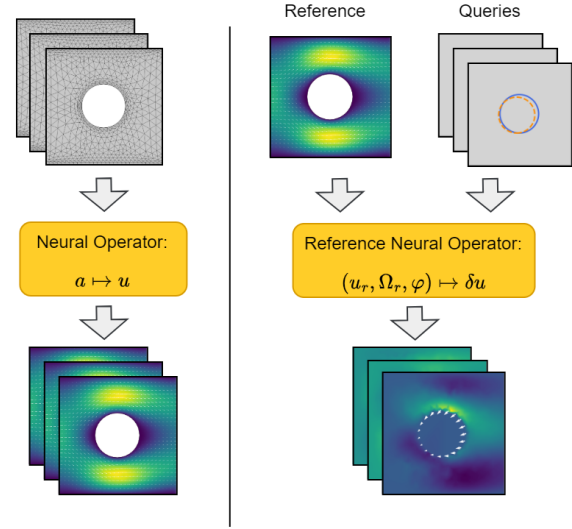 Neural Operator:
a ↦ u
Reference
Queries
Reference Neural Operator:
(u_r, Ω_r, φ) ↦ δu